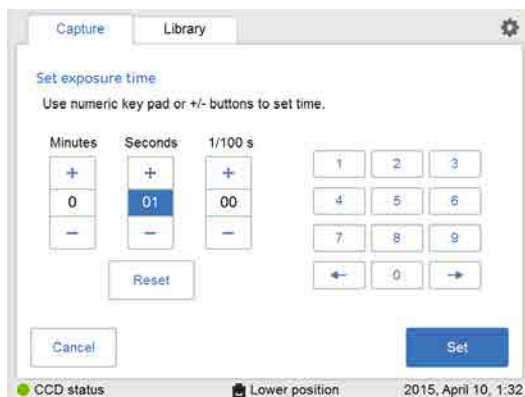 Capture Library
Set exposure time
Use numeric key pad or +/- buttons to set time.
Minutes Seconds 1/100 s
+ + + 
0 01 00
− − −
1 2 3
4 5 6
7 8 9
← 0 →
Reset
Cancel Set
CCD status Lower position 2015, April 10, 1:32